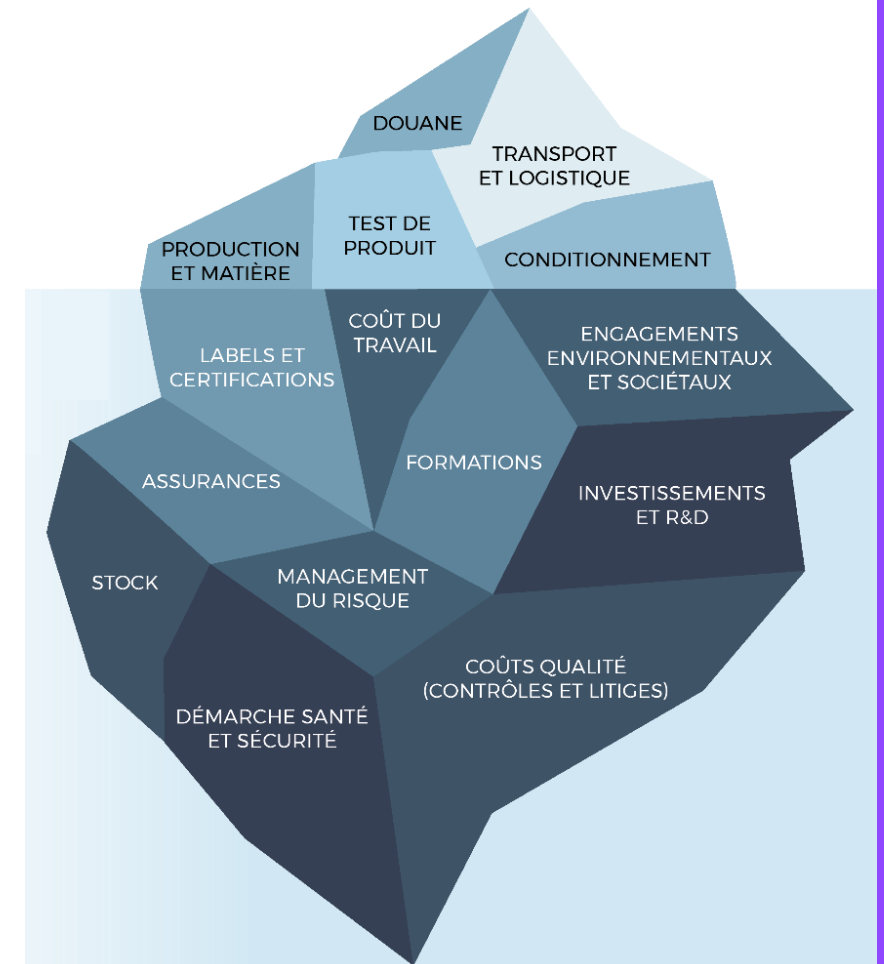 DOUANE
TRANSPORT
ET LOGISTIQUE
TEST DE
PRODUIT
PRODUCTION
ET MATIÈRE
CONDITIONNEMENT
COÛT DU
TRAVAIL
ENGAGEMENTS
ENVIRONNEMENTAUX
ET SOCIÉTAUX
LABELS ET
CERTIFICATIONS
FORMATIONS
ASSURANCES
INVESTISSEMENTS
ET R&D
STOCK
MANAGEMENT
DU RISQUE
COÛTS QUALITÉ
(CONTRÔLES ET LITIGES)
DÉMARCHE SANTÉ
ET SÉCURITÉ